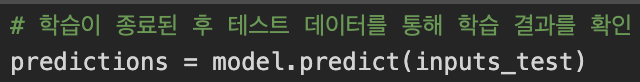 # 학습이 종료된 후 테스트 데이터를 통해 학습 결과를 확인
predictions = model.predict(inputs_test)